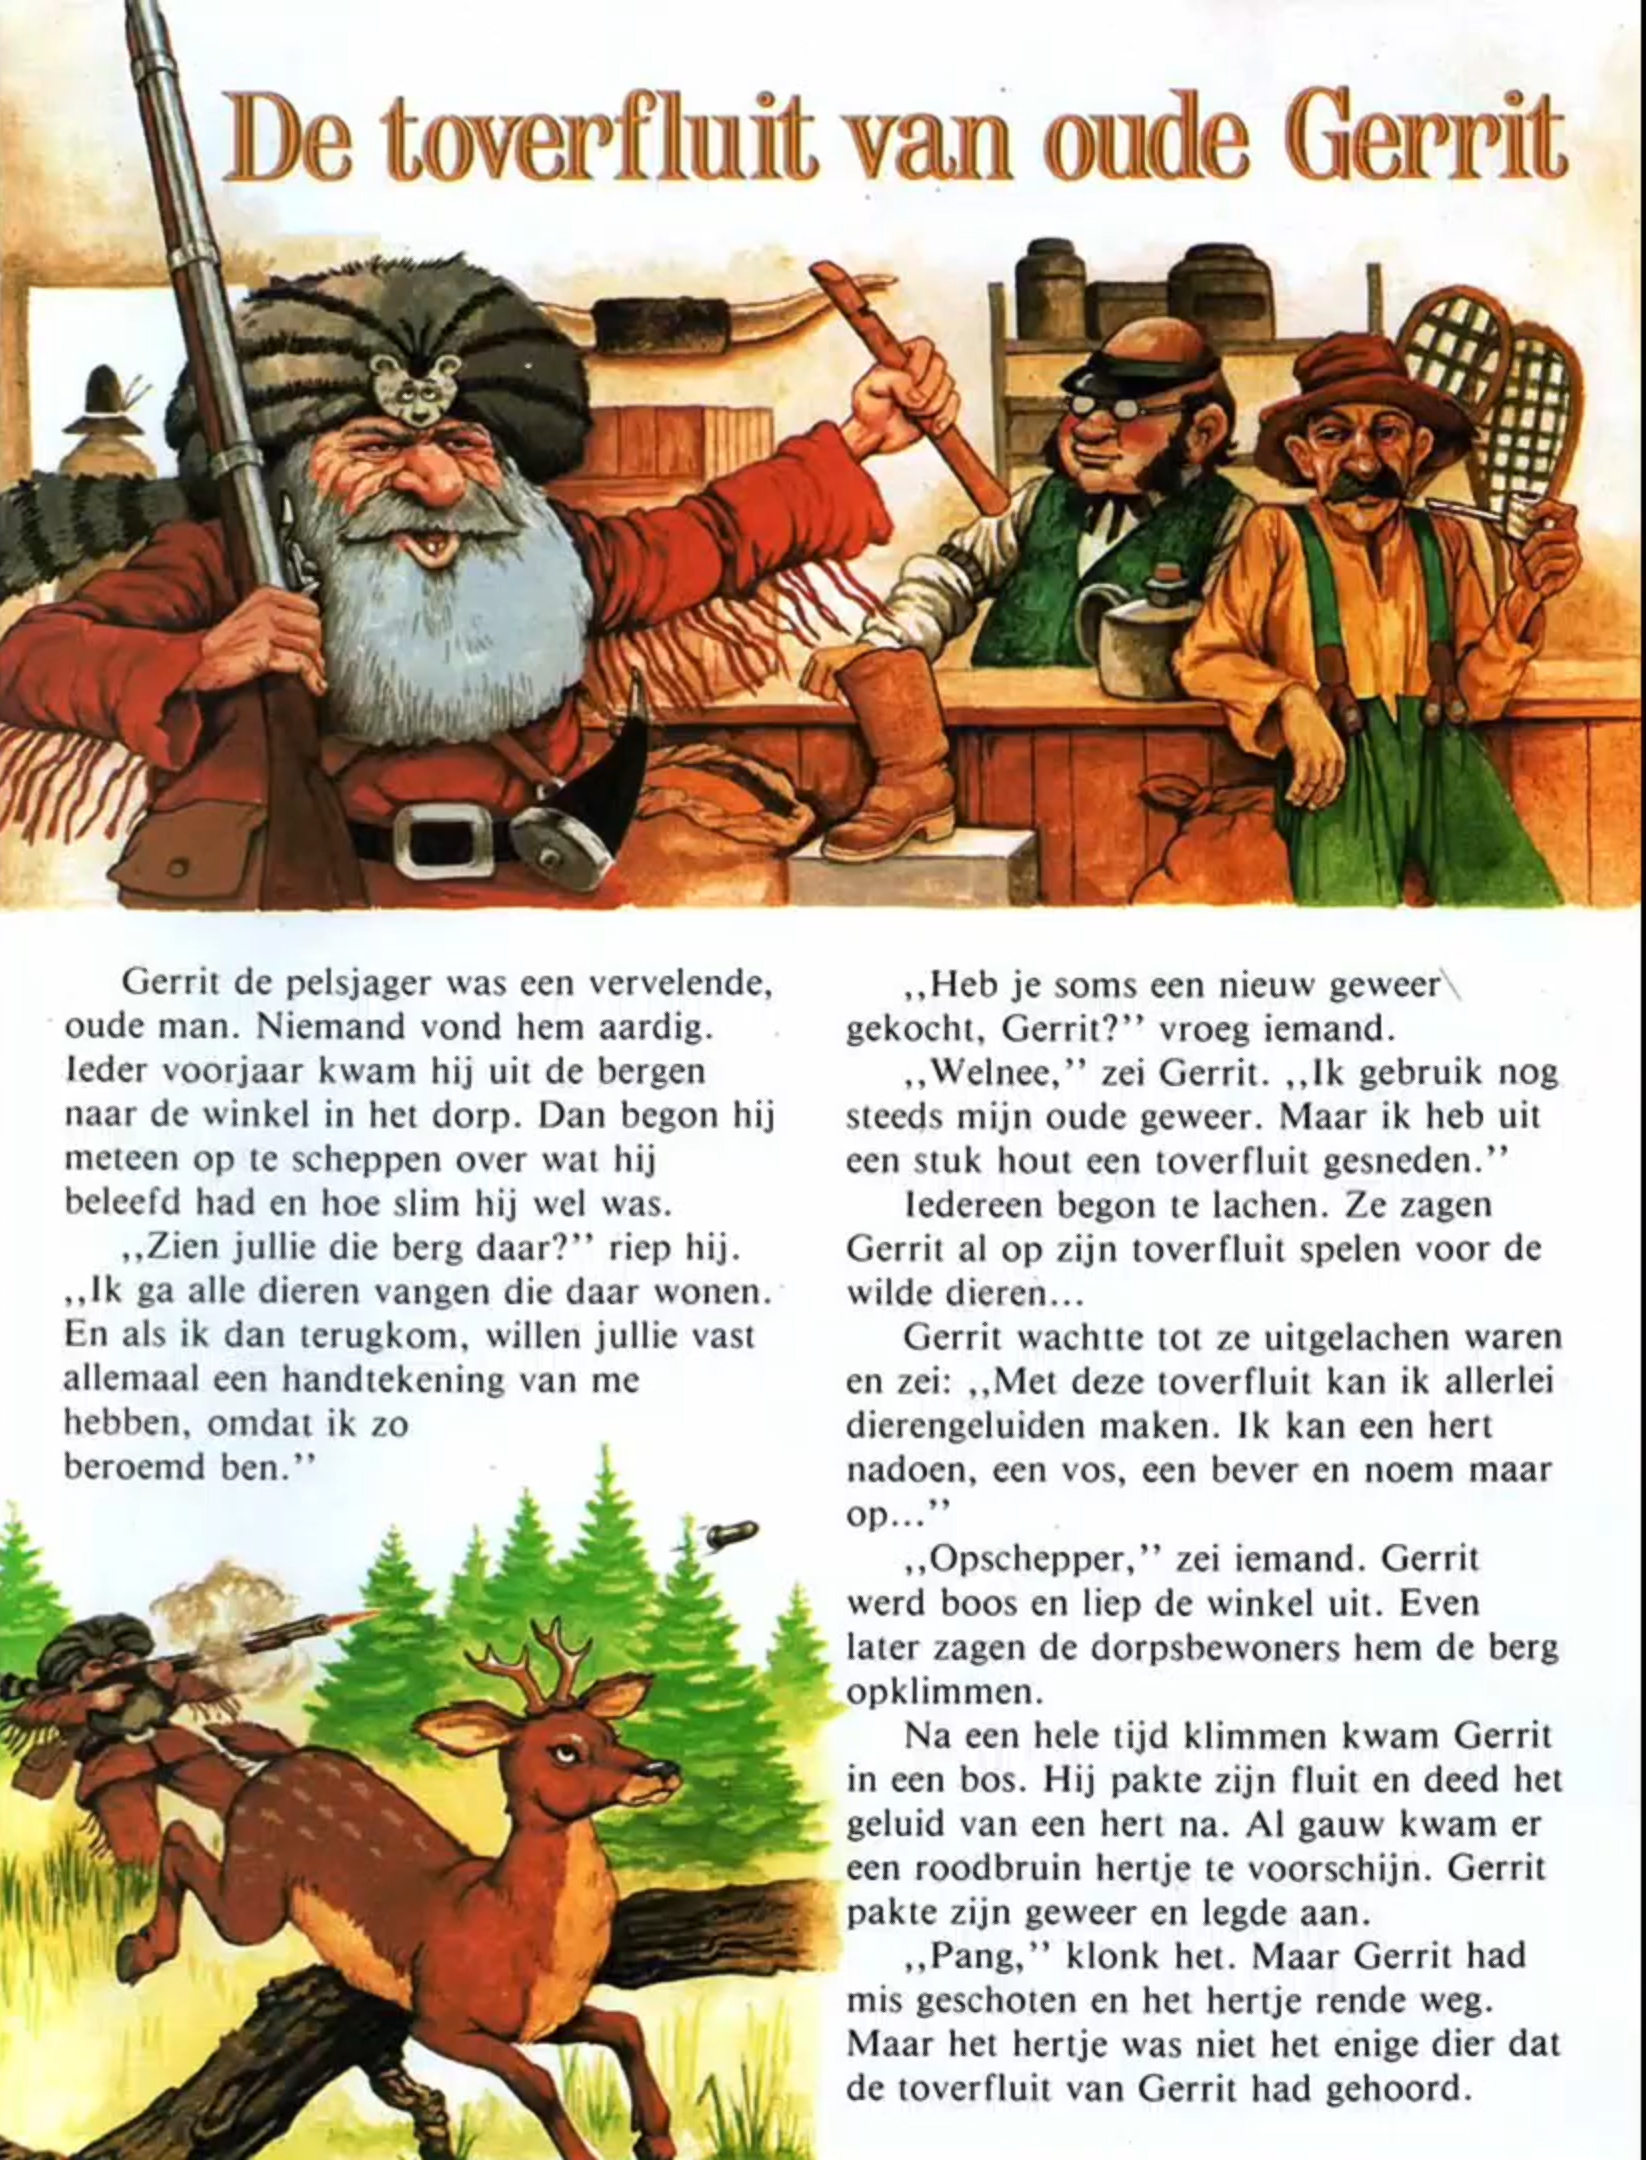 De toverfluit van oude Gerrit
Gerrit de pelsjager was een vervelende,
oude man. Niemand vond hem aardig.
Ieder voorjaar kwam hij uit de bergen
naar de winkel in het dorp. Dan begon hij
meteen op te scheppen over wat hij
beleefd had en hoe slim hij wel was.
,,Zien jullie die berg daar?’’ riep hij.
,,Ik ga alle dieren vangen die daar wonen.
En als ik dan terugkom, willen jullie vast
allemaal een handtekening van me
hebben, omdat ik zo
beroemd ben.’’
,,Heb je soms een nieuw geweer
gekocht, Gerrit?’’ vroeg iemand.
,,Welnee,’’ zei Gerrit. ,,Ik gebruik nog
steeds mijn oude geweer. Maar ik heb uit
een stuk hout een toverfluit gesneden.’’
Iedereen begon te lachen. Ze zagen
Gerrit al op zijn toverfluit spelen voor de
wilde dieren...
Gerrit wachtte tot ze uitgelachen waren
en zei: ,,Met deze toverfluit kan ik allerlei
dierengeluiden maken. Ik kan een hert
nadoen, een vos, een bever en noem maar
op...’’
,,Opschepper,’’ zei iemand. Gerrit
werd boos en liep de winkel uit. Even
later zagen de dorpsbewoners hem de berg
opklimmen.
Na een hele tijd klimmen kwam Gerrit
in een bos. Hij pakte zijn fluit en deed het
geluid van een hert na. Al gauw kwam er
een roodbruin hertje te voorschijn. Gerrit
pakte zijn geweer en legde aan.
,,Pang,’’ klonk het. Maar Gerrit had
mis geschoten en het hertje rende weg.
Maar het hertje was niet het enige dier dat
de toverfluit van Gerrit had gehoord.